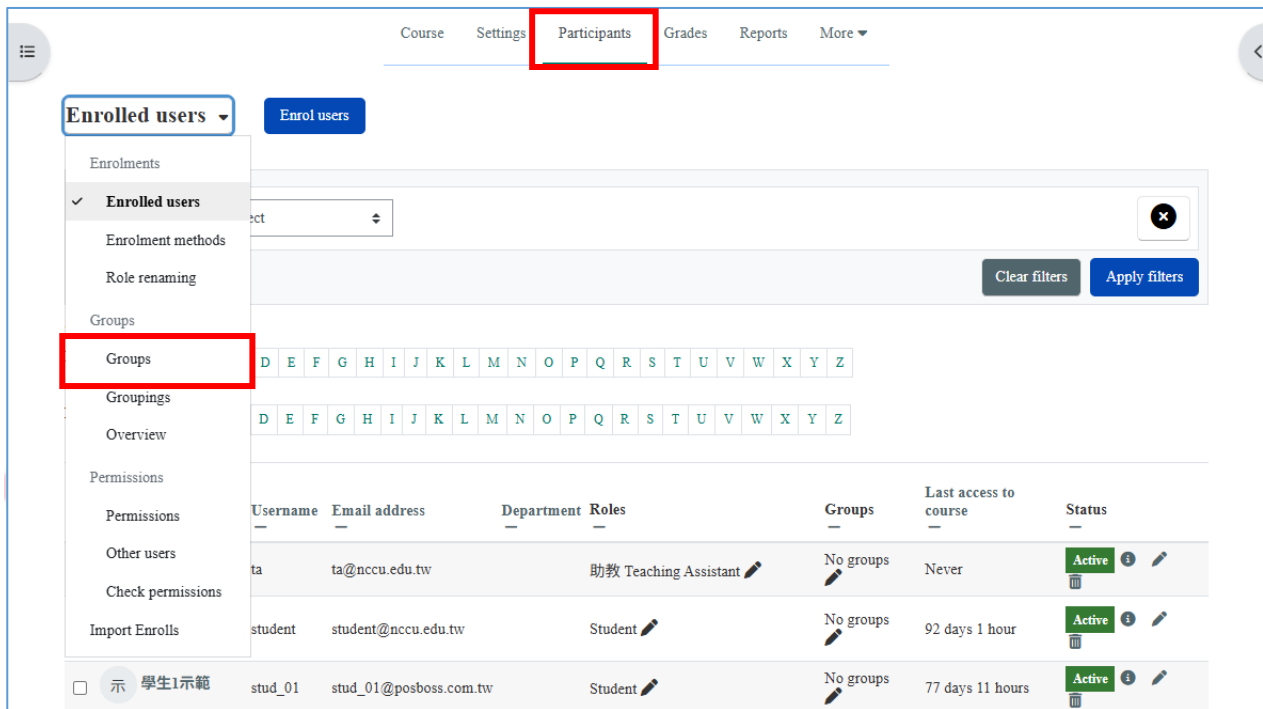 Course Settings Participants Grades Reports More
Enrolled users
Enrol users
Enrolments
Enrolled users
Enrolment methods
Role renaming
Groups
Groups
Groupings
Overview
Permissions
Permissions
Other users
Check permissions
Import Enrolls
Clear filters Apply filters
D E F G H I J K L M N O P Q R S T U V W X Y Z
D E F G H I J K L M N O P Q R S T U V W X Y Z
Username Email address Department Roles Groups Last access to course Status
ta ta@nccu.edu.tw 助教 Teaching Assistant No groups Never Active
student student@nccu.edu.tw Student No groups 92 days 1 hour Active
示 學生1示範 stud_01 stud_01@posboss.com.tw Student No groups 77 days 11 hours Active